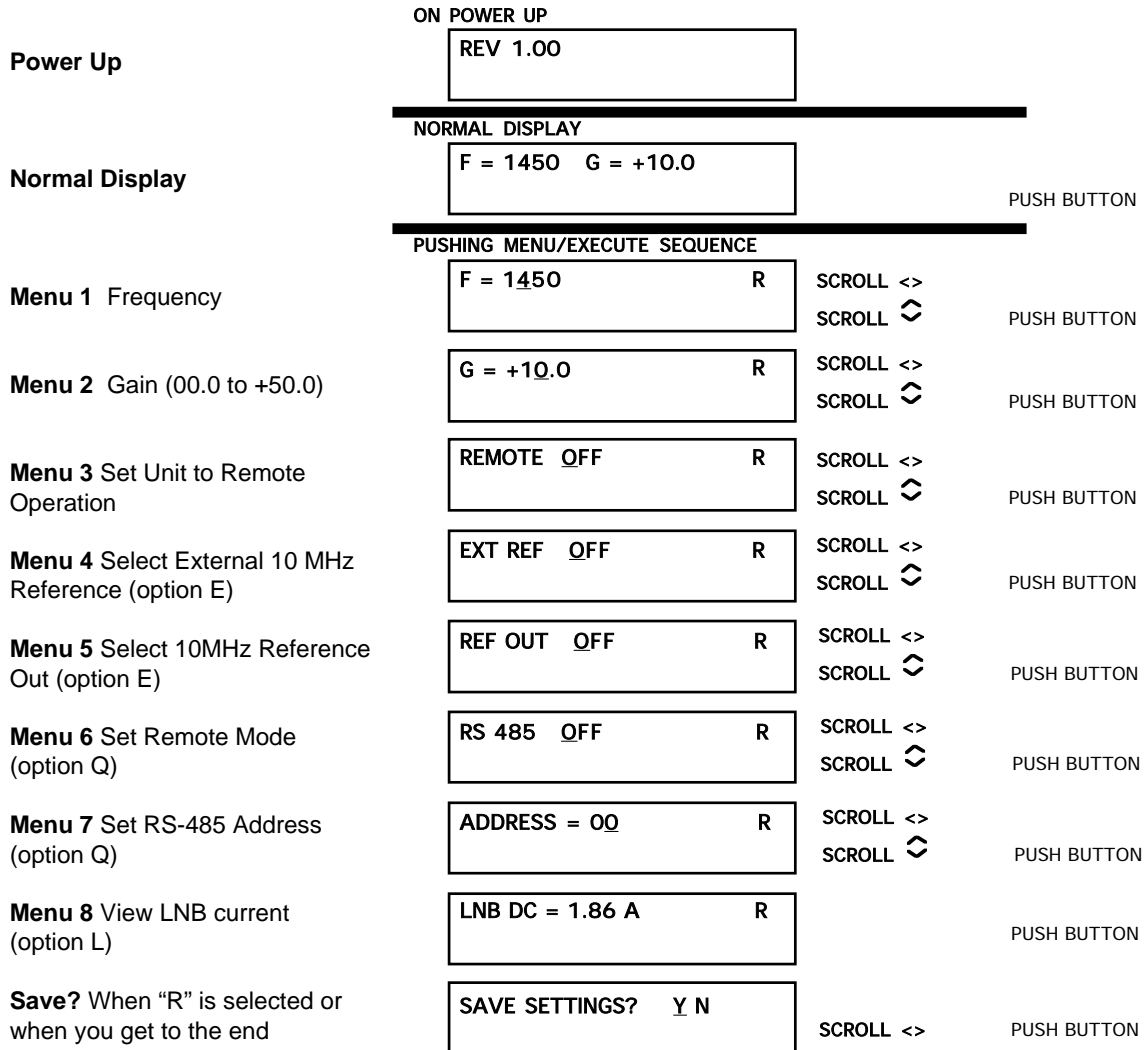 ON POWER UP
Power Up
REV 1.00
NORMAL DISPLAY
Normal Display
F = 1450 G = +10.0
PUSH BUTTON
PUSHING MENU/EXECUTE SEQUENCE
Menu 1 Frequency
F = 1450 R
SCROLL <>
SCROLL
PUSH BUTTON
Menu 2 Gain (00.0 to +50.0)
G = +10.0 R
SCROLL <>
SCROLL
PUSH BUTTON
Menu 3 Set Unit to Remote
Operation
REMOTE OFF R
SCROLL <>
SCROLL
PUSH BUTTON
Menu 4 Select External 10 MHz
Reference (option E)
EXT REF OFF R
SCROLL <>
SCROLL
PUSH BUTTON
Menu 5 Select 10MHz Reference
Out (option E)
REF OUT OFF R
SCROLL <>
SCROLL
PUSH BUTTON
Menu 6 Set Remote Mode
(option Q)
RS 485 OFF R
SCROLL <>
SCROLL
PUSH BUTTON
Menu 7 Set RS-485 Address
(option Q)
ADDRESS = 00 R
SCROLL <>
SCROLL
PUSH BUTTON
Menu 8 View LNB current
(option L)
LNB DC = 1.86 A R
PUSH BUTTON
Save? When “R” is selected or
when you get to the end
SAVE SETTINGS? Y N
SCROLL <>
PUSH BUTTON